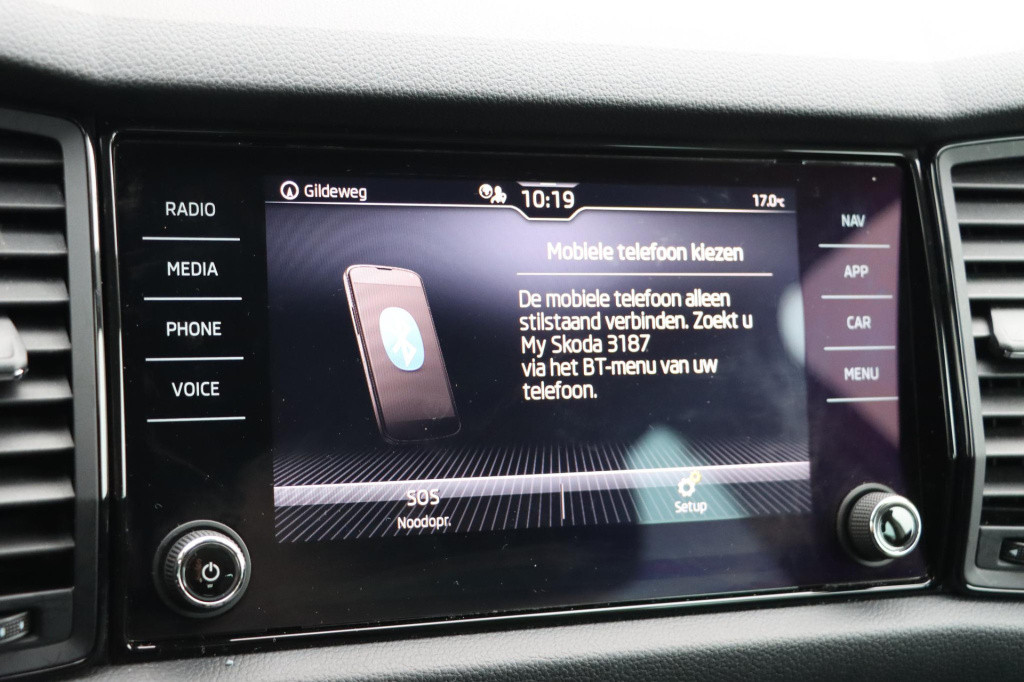 Gildeweg
10:19
17.0°C
RADIO
MEDIA
PHONE
VOICE
Mobiele telefoon kiezen
De mobiele telefoon alleen
stilstaand verbinden. Zoekt u
My Skoda 3187
via het BT-menu van uw
telefoon.
NAV
APP
CAR
MENU
SOS
Noodopr.
Setup